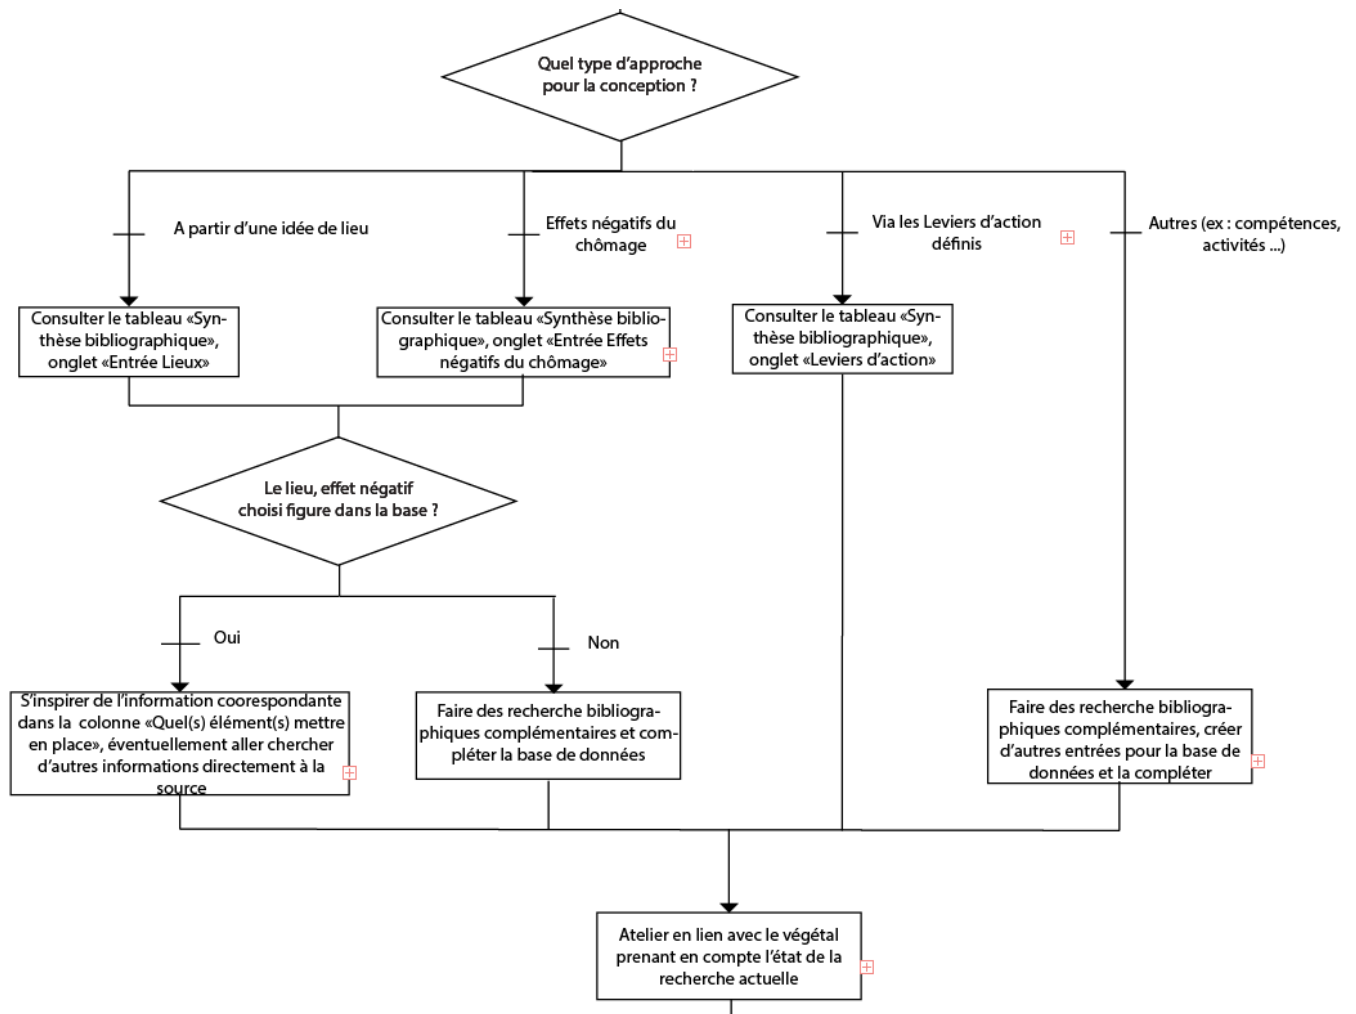 Quel type d’approche
pour la conception ?
A partir d’une idée de lieu
Effets négatifs du
chômage
Via les Leviers d’action
définis
Autres (ex : compétences,
activités ...)
Consulter le tableau «Syn-
thèse bibliographique»,
onglet «Entrée Lieux»
Consulter le tableau «Synthèse biblio-
graphique», onglet «Entrée Effets
négatifs du chômage»
Consulter le tableau «Syn-
thèse bibliographique»,
onglet «Leviers d’action»
Le lieu, effet négatif
choisi figure dans la base ?
Oui
Non
S’inspirer de l’information coorespondante
dans la colonne «Quel(s) élément(s) mettre
en place», éventuellement aller chercher
d’autres informations directement à la
source
Faire des recherche bibliogra-
phiques complémentaires et com-
pléter la base de données
Faire des recherche bibliogra-
phiques complémentaires, créer
d’autres entrées pour la base de
données et la compléter
Atelier en lien avec le végétal
prenant en compte l’état de la
recherche actuelle